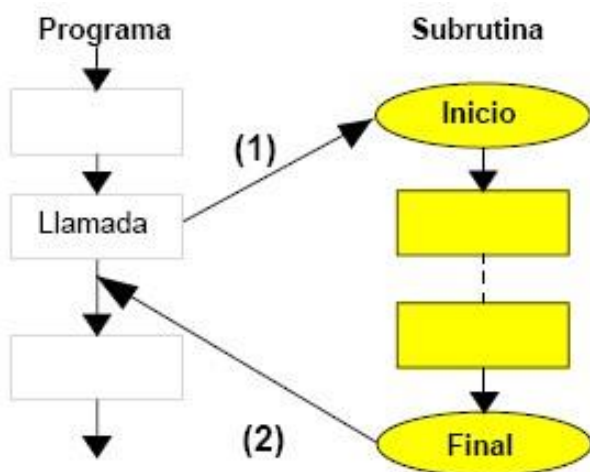 Programa
Subrutina
Inicio
(1)
Llamada
(2)
Final